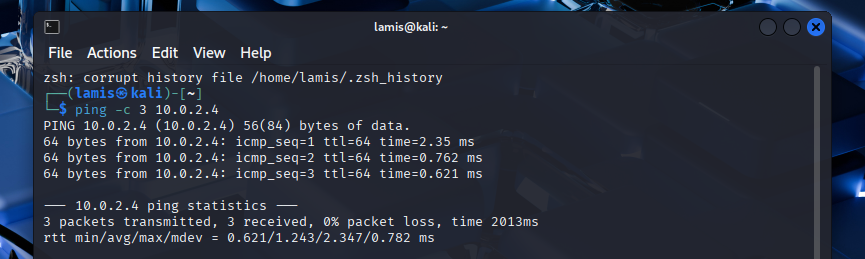 lamis@kali: ~
File Actions Edit View Help
zsh: corrupt history file /home/lamis/.zsh_history
┌──(lamis㉿kali)-[~]
└─$ ping -c 3 10.0.2.4
PING 10.0.2.4 (10.0.2.4) 56(84) bytes of data.
64 bytes from 10.0.2.4: icmp_seq=1 ttl=64 time=2.35 ms
64 bytes from 10.0.2.4: icmp_seq=2 ttl=64 time=0.762 ms
64 bytes from 10.0.2.4: icmp_seq=3 ttl=64 time=0.621 ms
--- 10.0.2.4 ping statistics ---
3 packets transmitted, 3 received, 0% packet loss, time 2013ms
rtt min/avg/max/mdev = 0.621/1.243/2.347/0.782 ms